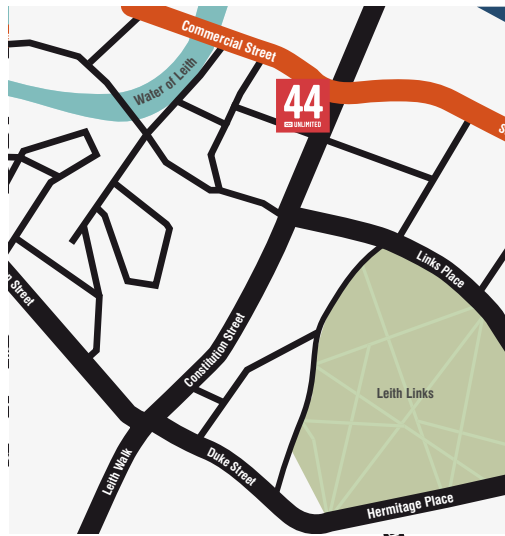 Commercial Street
Water of Leith
44
UNLIMITED
Links Place
Street
Constitution Street
Leith Links
Leith Walk
Duke Street
Hermitage Place